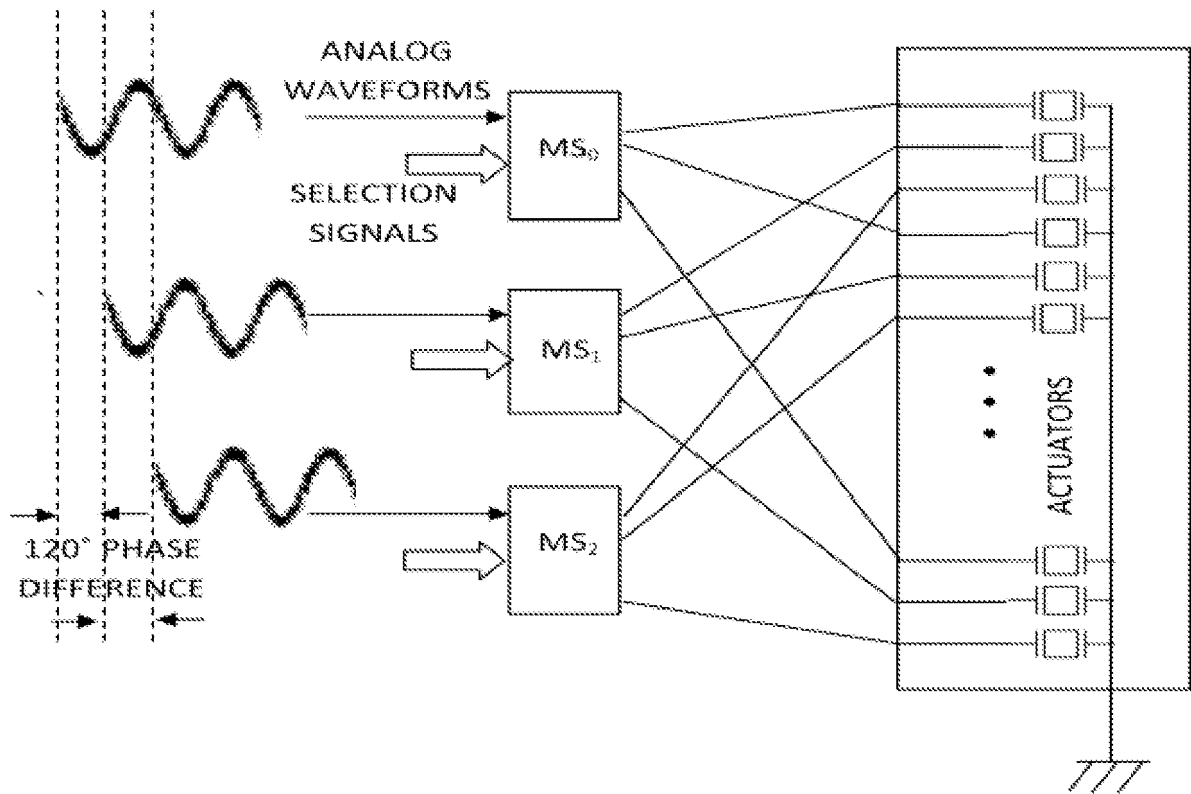 ANALOG
WAVEFORMS
MS₀
SELECTION
SIGNALS
MS₁
ACTUATORS
MS₂
120° PHASE
DIFFERENCE